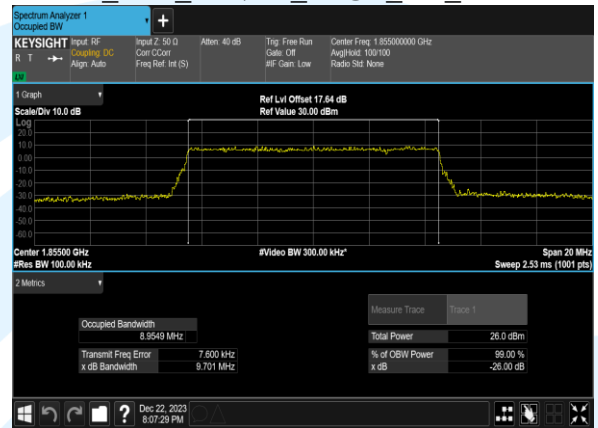 Spectrum Analyzer 1
Occupied BW
KEYSIGHT
R T
LV
Input: RF
Coupling: DC
Align: Auto
Input Z: 50 Ω
Corr CCorr
Freq Ref: Int (S)
Atten: 40 dB
Trig: Free Run
Gate: Off
#IF Gain: Low
Center Freq: 1.855000000 GHz
Avg|Hold: 100/100
Radio Std: None
1 Graph
Scale/Div 10.0 dB
Ref Lvl Offset 17.64 dB
Ref Value 30.00 dBm
Log
20.0
10.0
0.00
-10.0
-20.0
-30.0
-40.0
-50.0
-60.0
Center 1.85500 GHz
#Res BW 100.00 kHz
#Video BW 300.00 kHz*
Span 20 MHz
Sweep 2.53 ms (1001 pts)
2 Metrics
Measure Trace
Trace 1
Occupied Bandwidth
8.9549 MHz
Total Power
26.0 dBm
Transmit Freq Error
7.600 kHz
% of OBW Power
99.00 %
x dB Bandwidth
9.701 MHz
x dB
-26.00 dB
?
Dec 22, 2023
8:07:29 PM